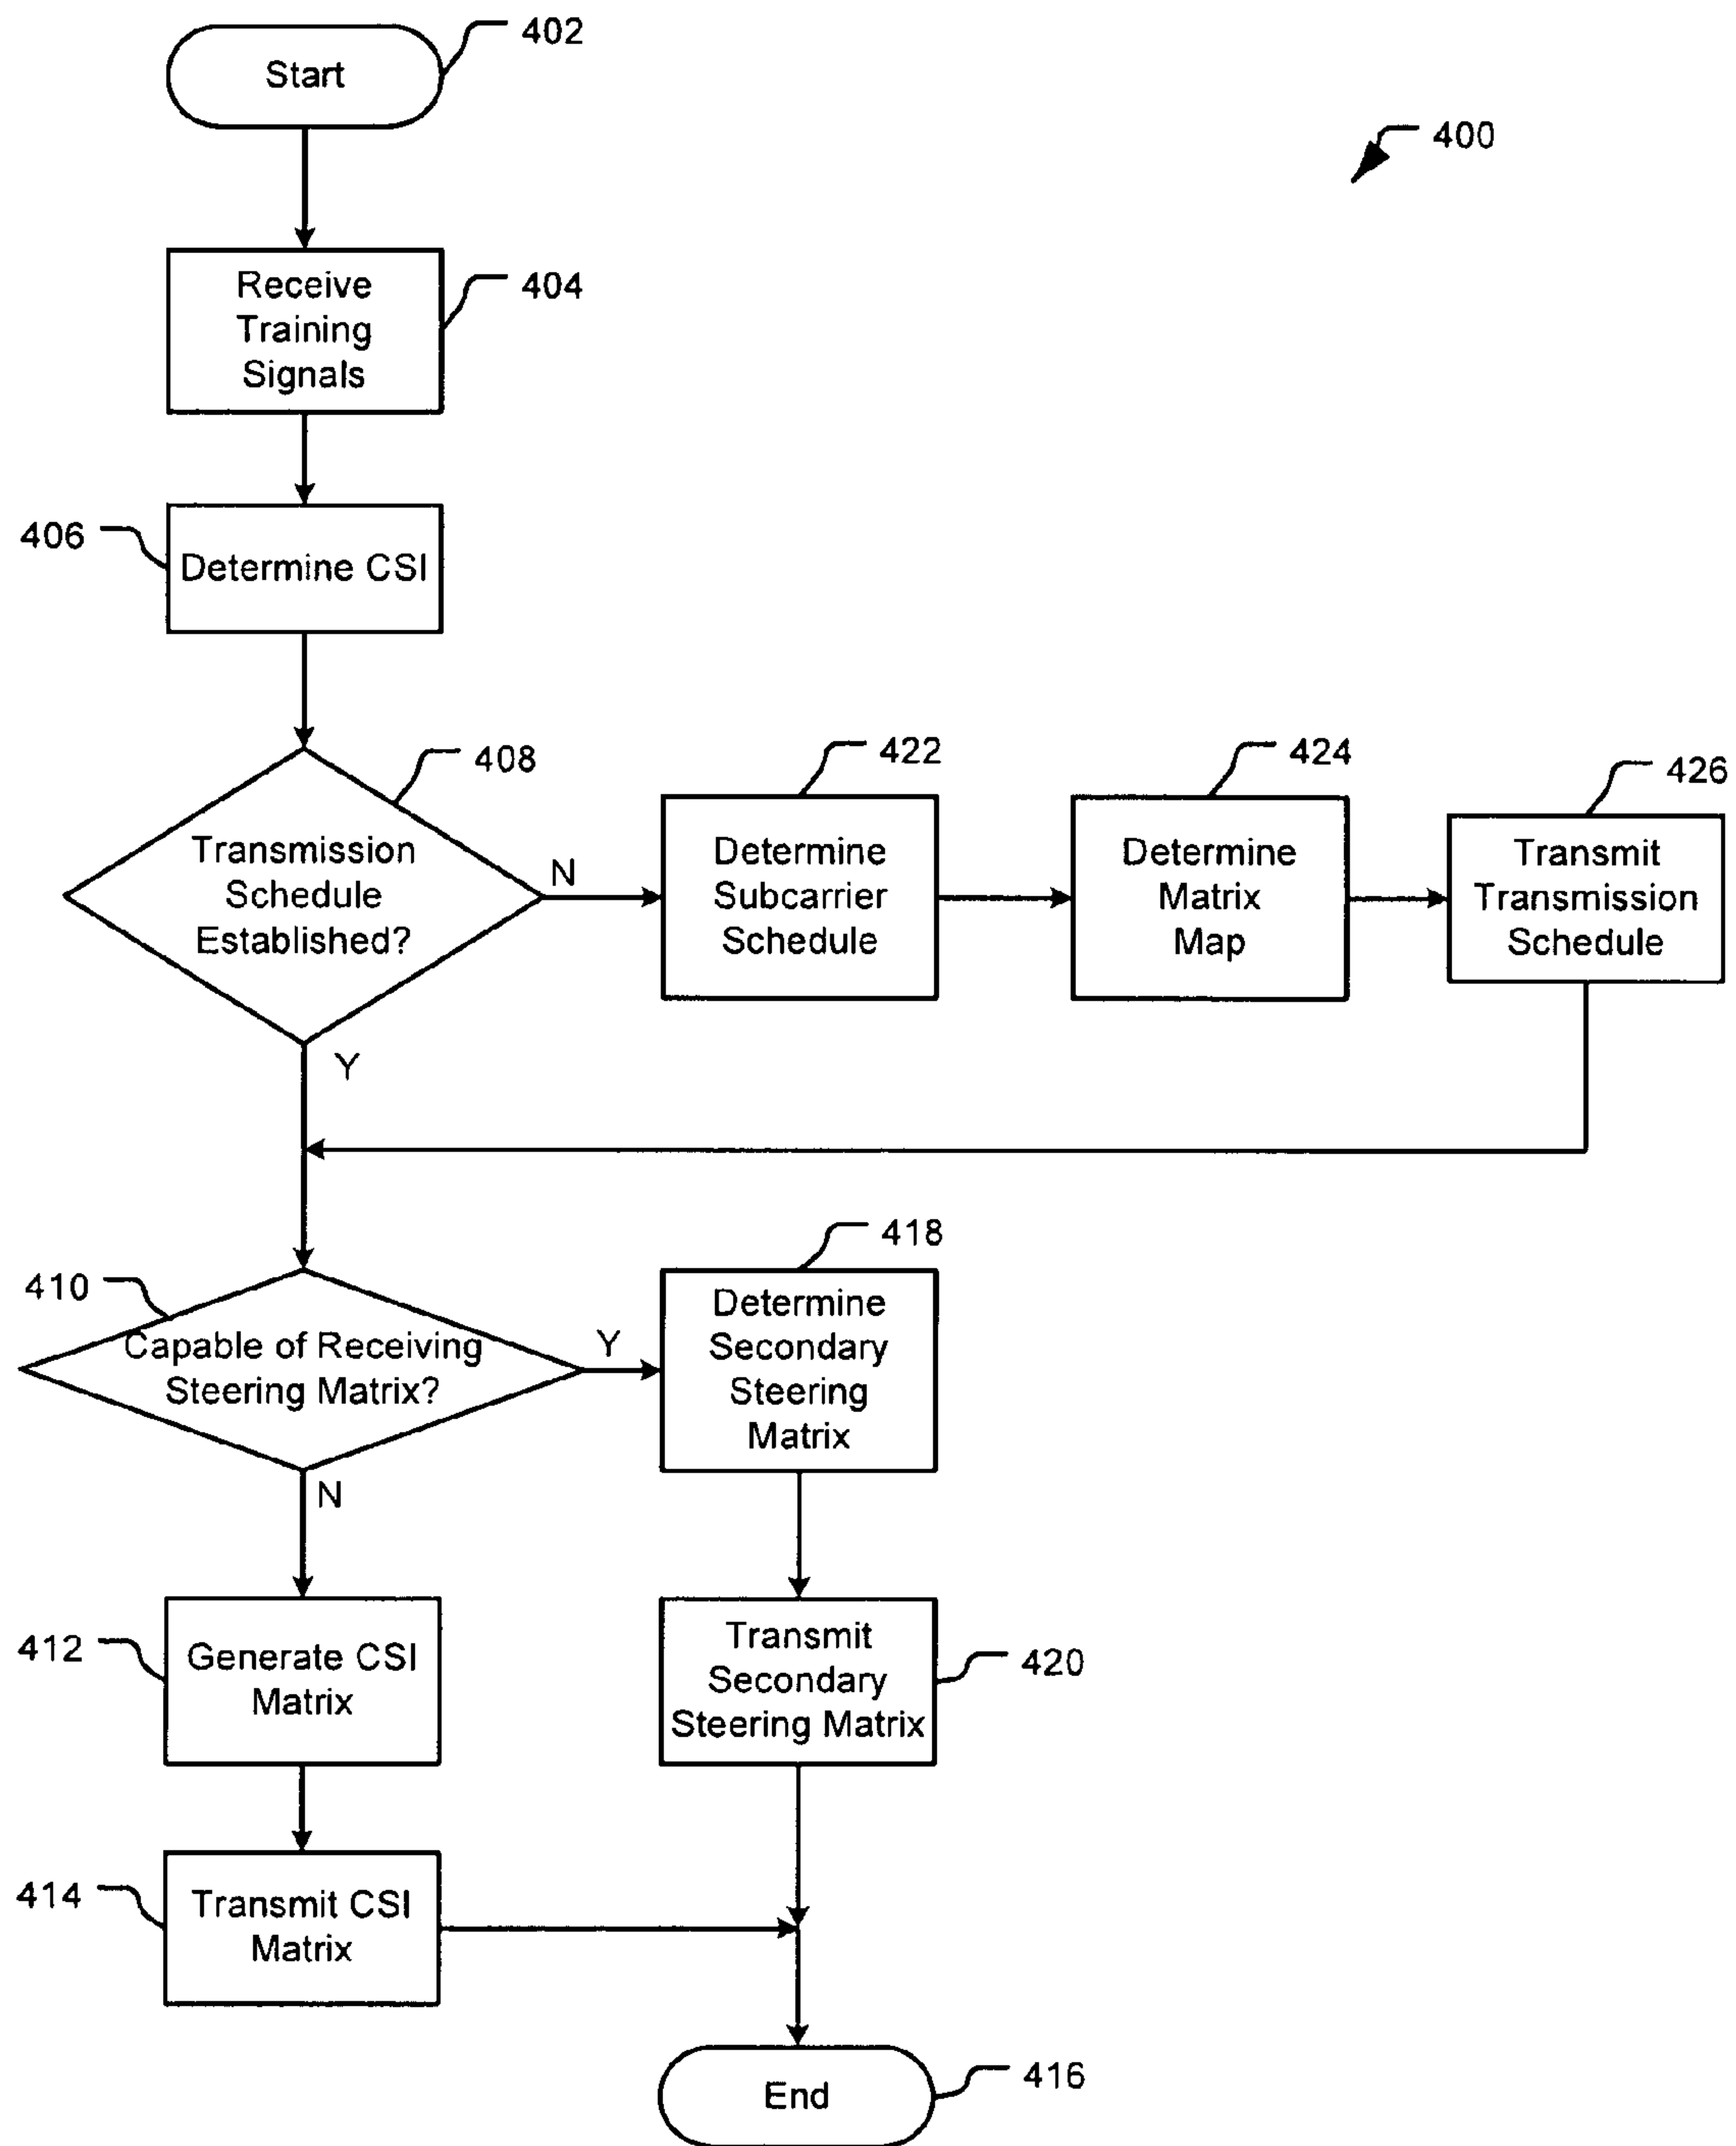 Start
402
400
Receive
Training
Signals
404
406
Determine CSI
408
Transmission
Schedule
Established?
N
Y
422
Determine
Subcarrier
Schedule
424
Determine
Matrix
Map
426
Transmit
Transmission
Schedule
410
Capable of Receiving
Steering Matrix?
Y
N
418
Determine
Secondary
Steering
Matrix
412
Generate CSI
Matrix
Transmit
Secondary
Steering Matrix
420
414
Transmit CSI
Matrix
End
416